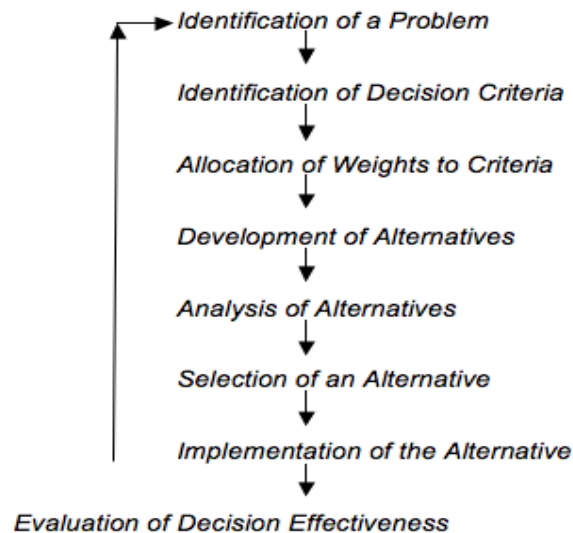 Identification of a Problem
Identification of Decision Criteria
Allocation of Weights to Criteria
Development of Alternatives
Analysis of Alternatives
Selection of an Alternative
Implementation of the Alternative
Evaluation of Decision Effectiveness